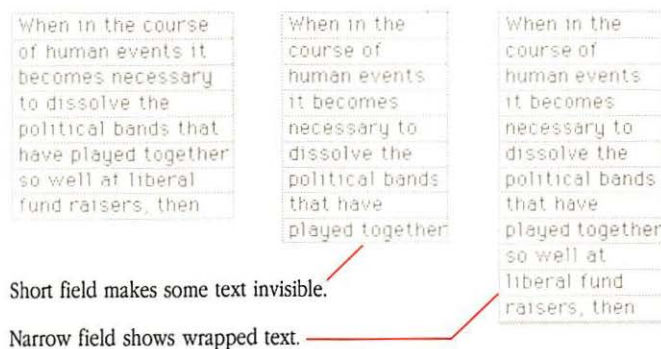 When in the course
of human events it
becomes necessary
to dissolve the
political bands that
have played together
so well at liberal
fund raisers, then
When in the
course of
human events
it becomes
necessary to
dissolve the
political bands
that have
played together
When in the
course of
human events
it becomes
necessary to
dissolve the
political bands
that have
played together
so well at
liberal fund
raisers, then
Short field makes some text invisible.
Narrow field shows wrapped text.